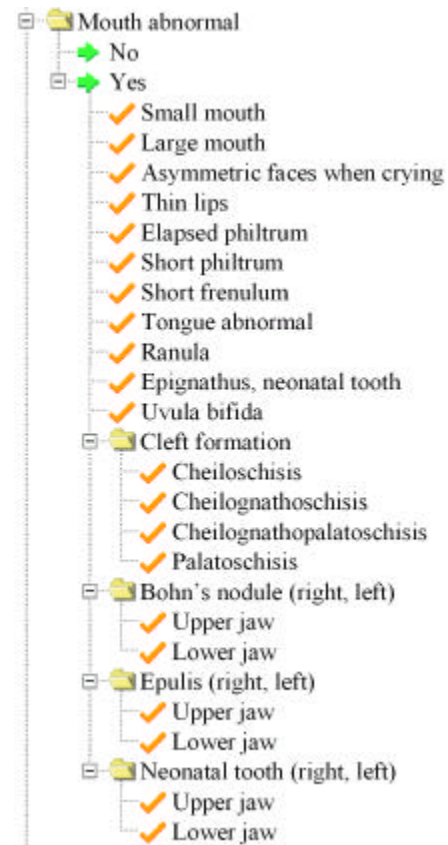 Mouth abnormal
No
Yes
Small mouth
Large mouth
Asymmetric faces when crying
Thin lips
Elapsed philtrum
Short philtrum
Short frenulum
Tongue abnormal
Ranula
Epignathus, neonatal tooth
Uvula bifida
Cleft formation
Cheiloschisis
Cheilognathoschisis
Cheilognathopalatoschisis
Palatoschisis
Bohn's nodule (right, left)
Upper jaw
Lower jaw
Epulis (right, left)
Upper jaw
Lower jaw
Neonatal tooth (right, left)
Upper jaw
Lower jaw